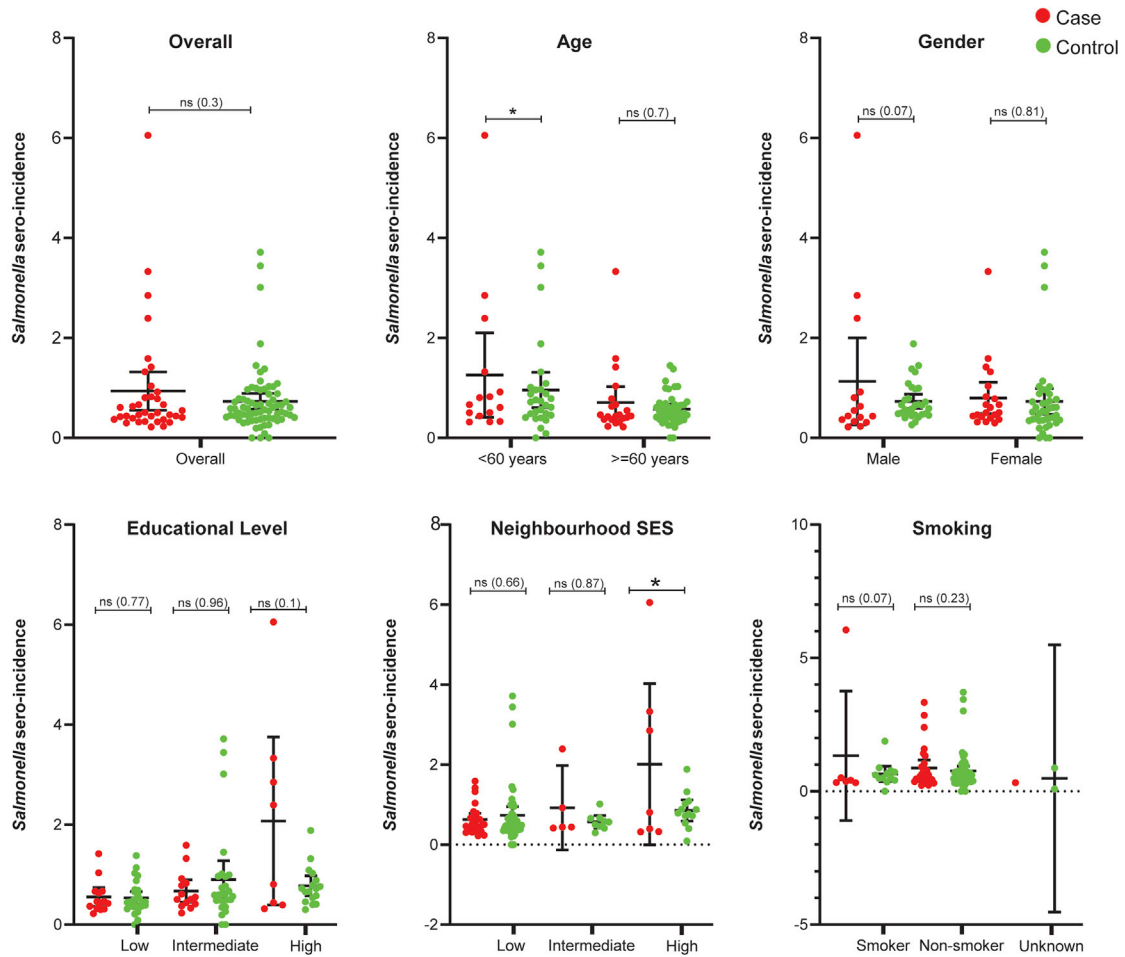 Case
Control
Overall
Salmonella sero-incidence
8
6
4
2
0
ns (0.3)
Overall
Age
Salmonella sero-incidence
8
6
4
2
0
*
ns (0.7)
<60 years
>=60 years
Gender
Salmonella sero-incidence
8
6
4
2
0
ns (0.07)
ns (0.81)
Male
Female
Educational Level
Salmonella sero-incidence
8
6
4
2
0
ns (0.77)
ns (0.96)
ns (0.1)
Low
Intermediate
High
Neighbourhood SES
Salmonella sero-incidence
8
6
4
2
0
-2
ns (0.66)
ns (0.87)
*
Low
Intermediate
High
Smoking
Salmonella sero-incidence
10
5
0
-5
ns (0.07)
ns (0.23)
Smoker
Non-smoker
Unknown